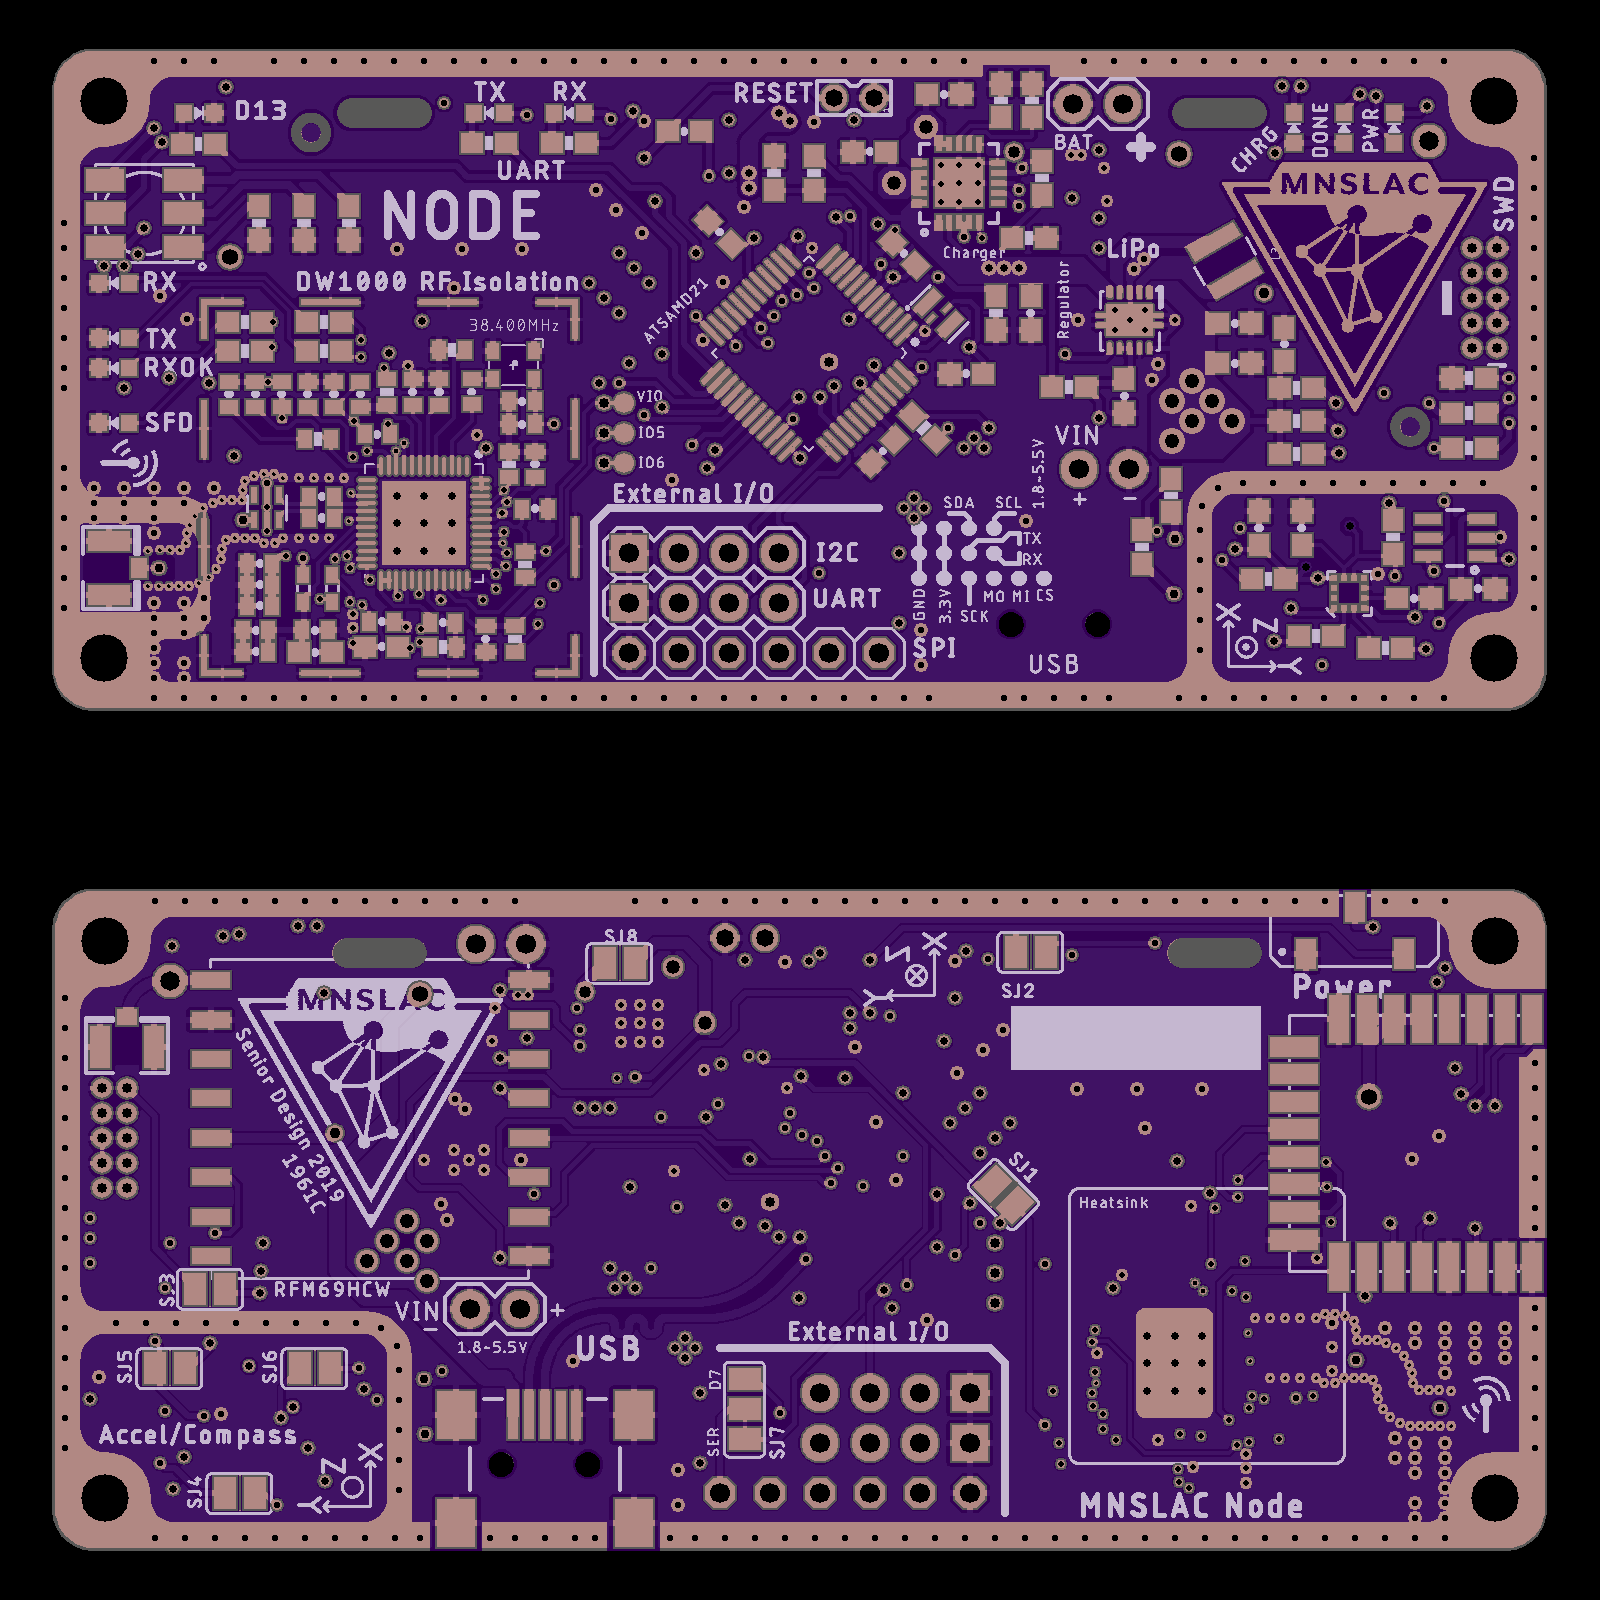 D13
TX
RX
RESET
BAT
+
CHRG
DONE
PWR
UART
NODE
MNSLAC
SWD
RX
DW1000 RF Isolation
Charger
LiPo
38.400MHz
ATSAMD21
Regulator
TX
RXOK
SFD
VIO
IO5
IO6
VIN
1.8-5.5V
+
-
External I/O
SDA
SCL
TX
RX
I2C
UART
SPI
GND
3.3V
SCK
MO
MI
CS
USB
X
Z
Y
SJ8
X
Z
Y
SJ2
Power
MNSLAC
Senior Design 2019
1961C
SJ1
Heatsink
SJ3
RFM69HCW
VIN
-
+
1.8-5.5V
USB
External I/O
SJ5
SJ6
D7
SER
SJ7
Accel/Compass
SJ4
X
Z
Y
MNSLAC Node